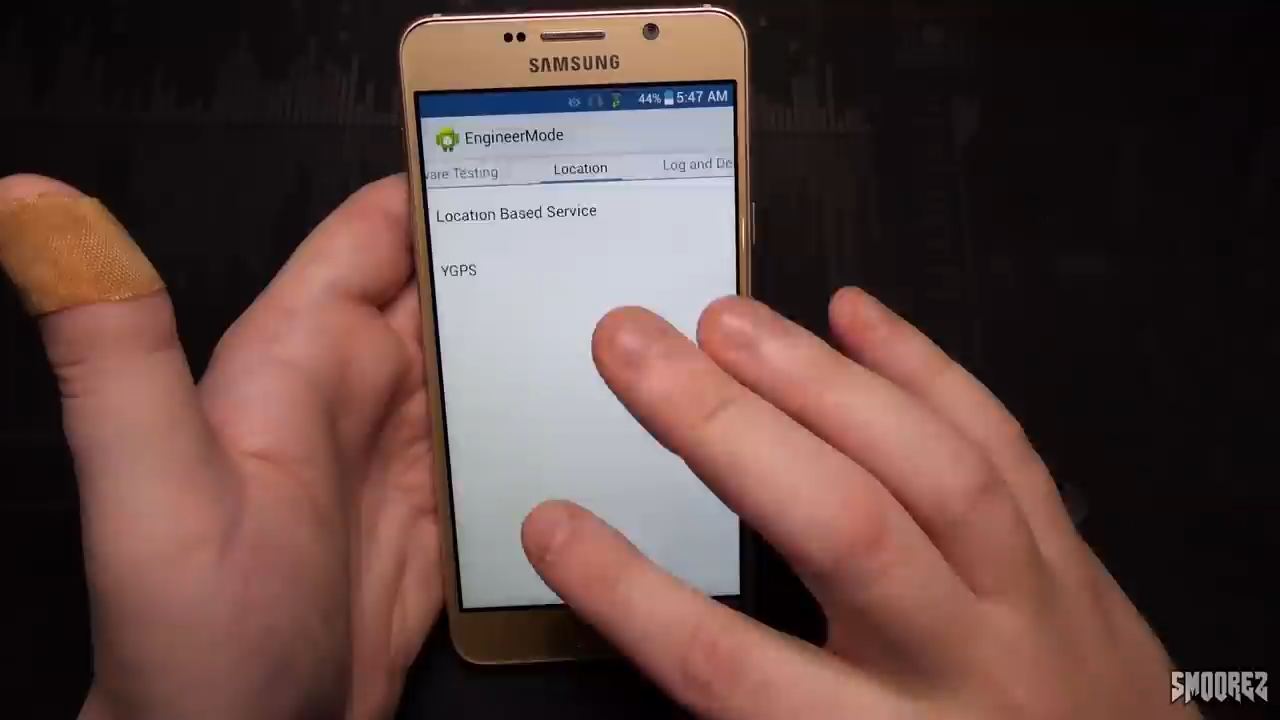 SAMSUNG
44% 5:47 AM
EngineerMode
ware Testing Location Log and De
Location Based Service
YGPS
SMOOREZ